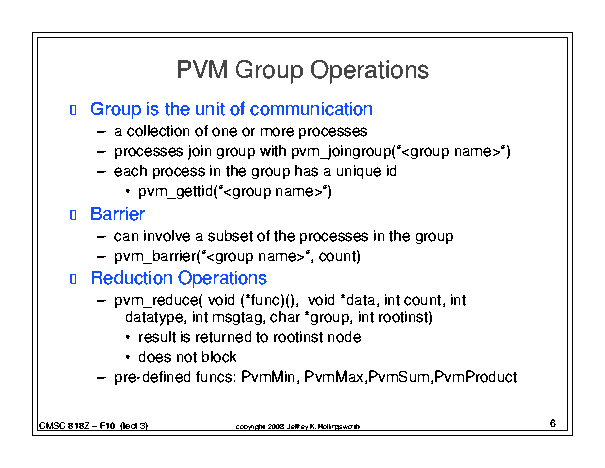 PVM Group Operations
Group is the unit of communication
– a collection of one or more processes
– processes join group with pvm_joingroup(“<group name>“)
– each process in the group has a unique id
• pvm_gettid(“<group name>“)
Barrier
– can involve a subset of the processes in the group
– pvm_barrier(“<group name>“, count)
Reduction Operations
– pvm_reduce( void (*func)(),  void *data, int count, int
datatype, int msgtag, char *group, int rootinst)
• result is returned to rootinst node
• does not block
– pre-defined funcs: PvmMin, PvmMax,PvmSum,PvmProduct
CMSC 818Z – F10 (lect 3)
copyright 2008 Jeffrey K. Hollingsworth
6